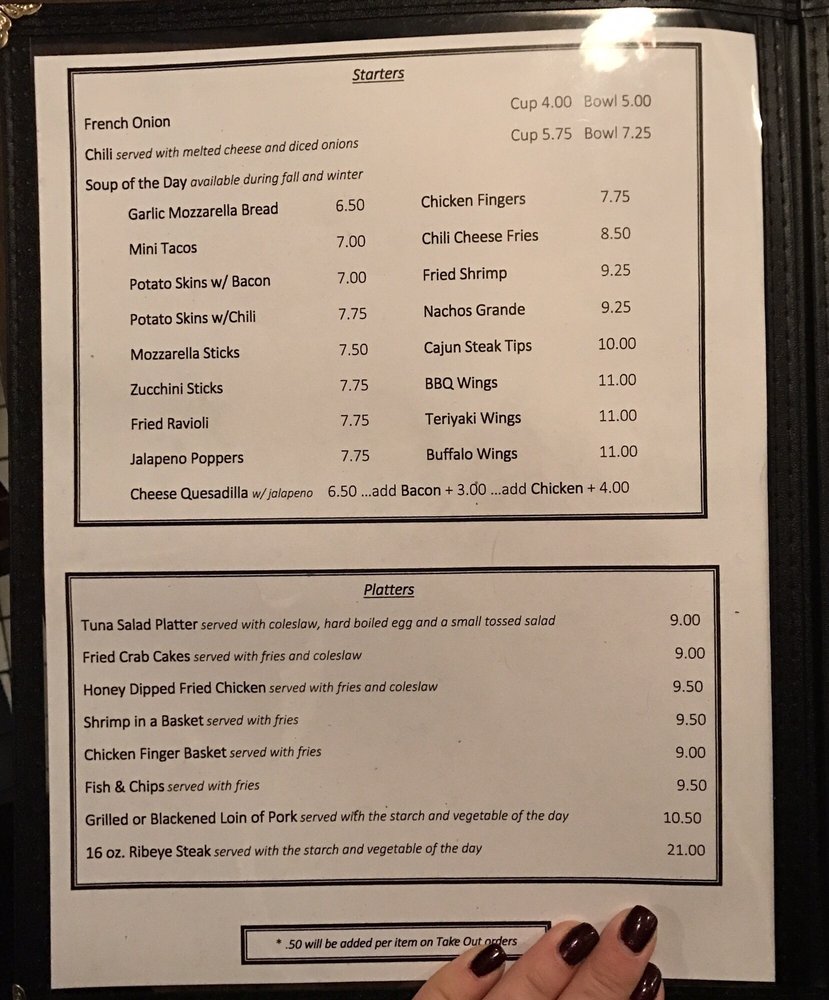 Starters
French Onion Cup 4.00 Bowl 5.00
Chili served with melted cheese and diced onions Cup 5.75 Bowl 7.25
Soup of the Day available during fall and winter
Garlic Mozzarella Bread 6.50 Chicken Fingers 7.75
Mini Tacos 7.00 Chili Cheese Fries 8.50
Potato Skins w/ Bacon 7.00 Fried Shrimp 9.25
Potato Skins w/Chili 7.75 Nachos Grande 9.25
Mozzarella Sticks 7.50 Cajun Steak Tips 10.00
Zucchini Sticks 7.75 BBQ Wings 11.00
Fried Ravioli 7.75 Teriyaki Wings 11.00
Jalapeno Poppers 7.75 Buffalo Wings 11.00
Cheese Quesadilla w/ jalapeno 6.50 ...add Bacon + 3.00 ...add Chicken + 4.00
Platters
Tuna Salad Platter served with coleslaw, hard boiled egg and a small tossed salad 9.00
Fried Crab Cakes served with fries and coleslaw 9.00
Honey Dipped Fried Chicken served with fries and coleslaw 9.50
Shrimp in a Basket served with fries 9.50
Chicken Finger Basket served with fries 9.00
Fish & Chips served with fries 9.50
Grilled or Blackened Loin of Pork served with the starch and vegetable of the day 10.50
16 oz. Ribeye Steak served with the starch and vegetable of the day 21.00
* .50 will be added per item on Take Out orders